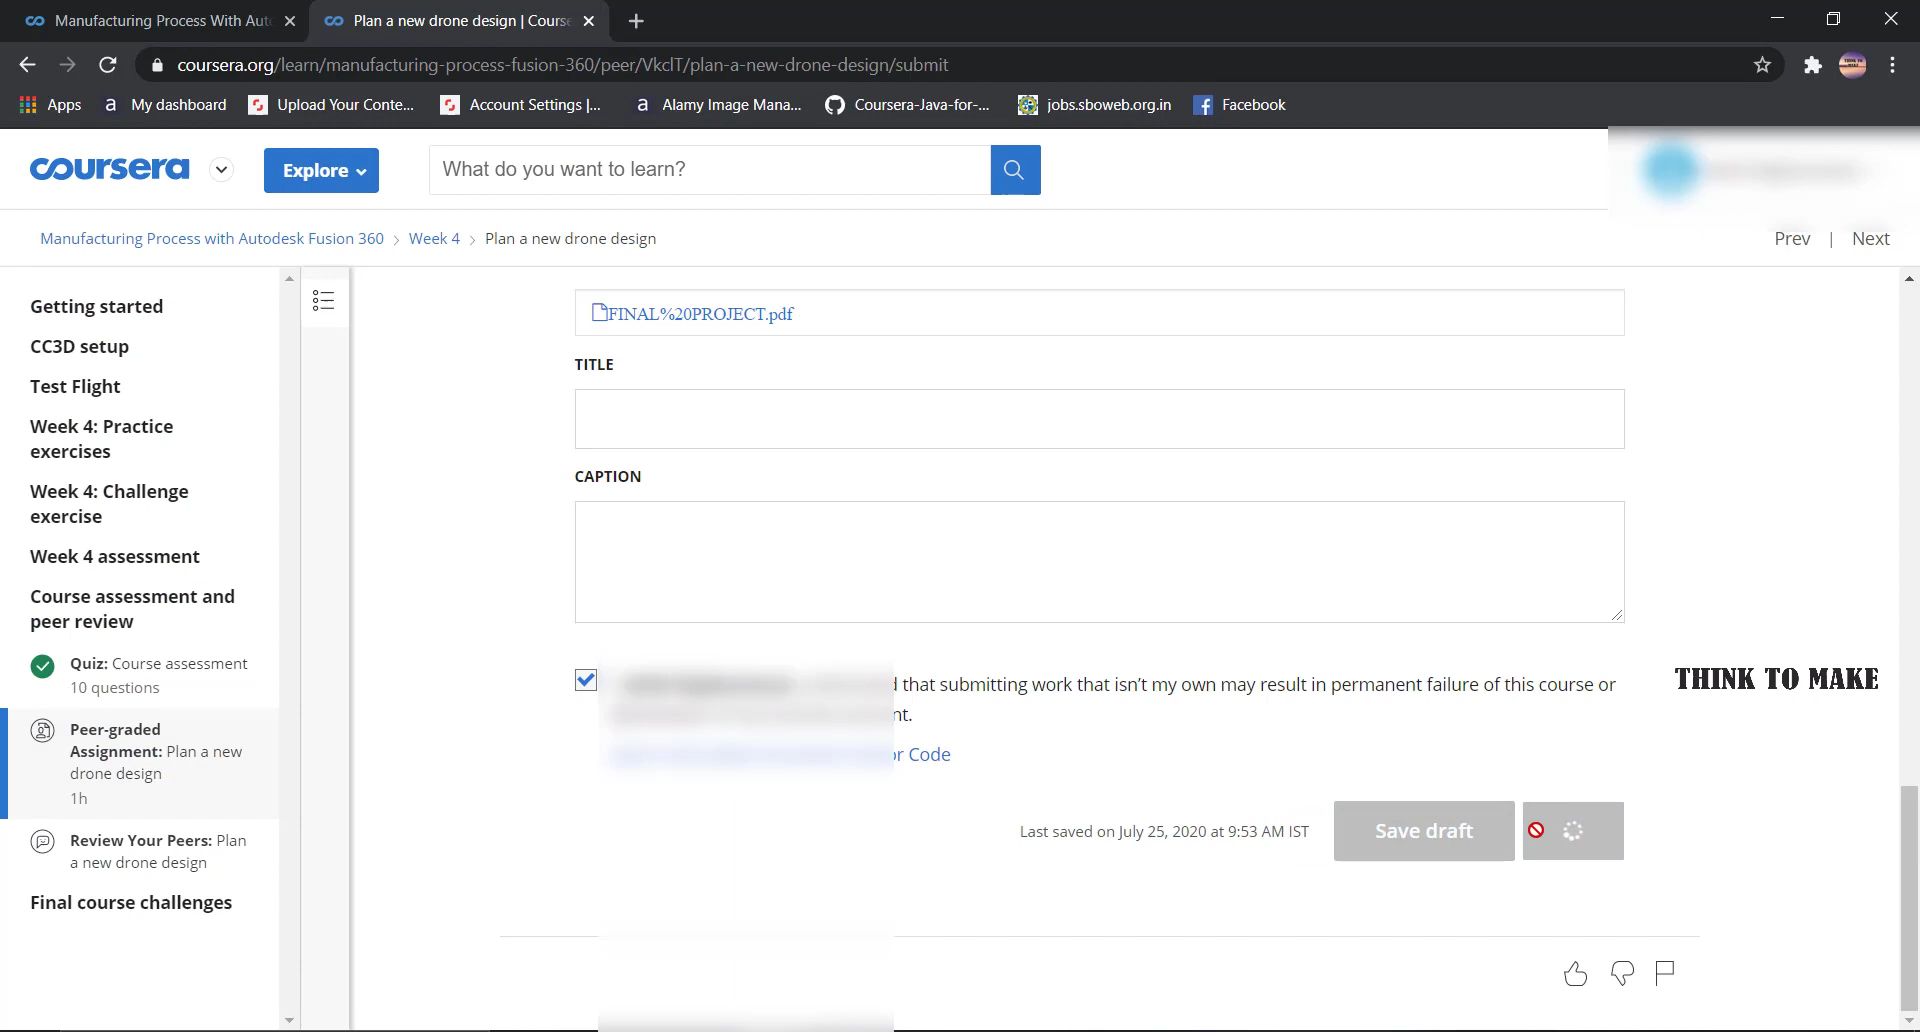 Manufacturing Process With Aut
Plan a new drone design | Course
coursera.org/learn/manufacturing-process-fusion-360/peer/VkclT/plan-a-new-drone-design/submit
Apps
My dashboard
Upload Your Conte...
Account Settings |...
Alamy Image Mana...
Coursera-Java-for-...
jobs.sboweb.org.in
Facebook
coursera
Explore
What do you want to learn?
Manufacturing Process with Autodesk Fusion 360 > Week 4 > Plan a new drone design
Prev | Next
Getting started
CC3D setup
Test Flight
Week 4: Practice
exercises
Week 4: Challenge
exercise
Week 4 assessment
Course assessment and
peer review
Quiz: Course assessment
10 questions
Peer-graded
Assignment: Plan a new
drone design
1h
Review Your Peers: Plan
a new drone design
Final course challenges
FINAL%20PROJECT.pdf
TITLE
CAPTION
that submitting work that isn't my own may result in permanent failure of this course or
nt.
r Code
THINK TO MAKE
Last saved on July 25, 2020 at 9:53 AM IST
Save draft